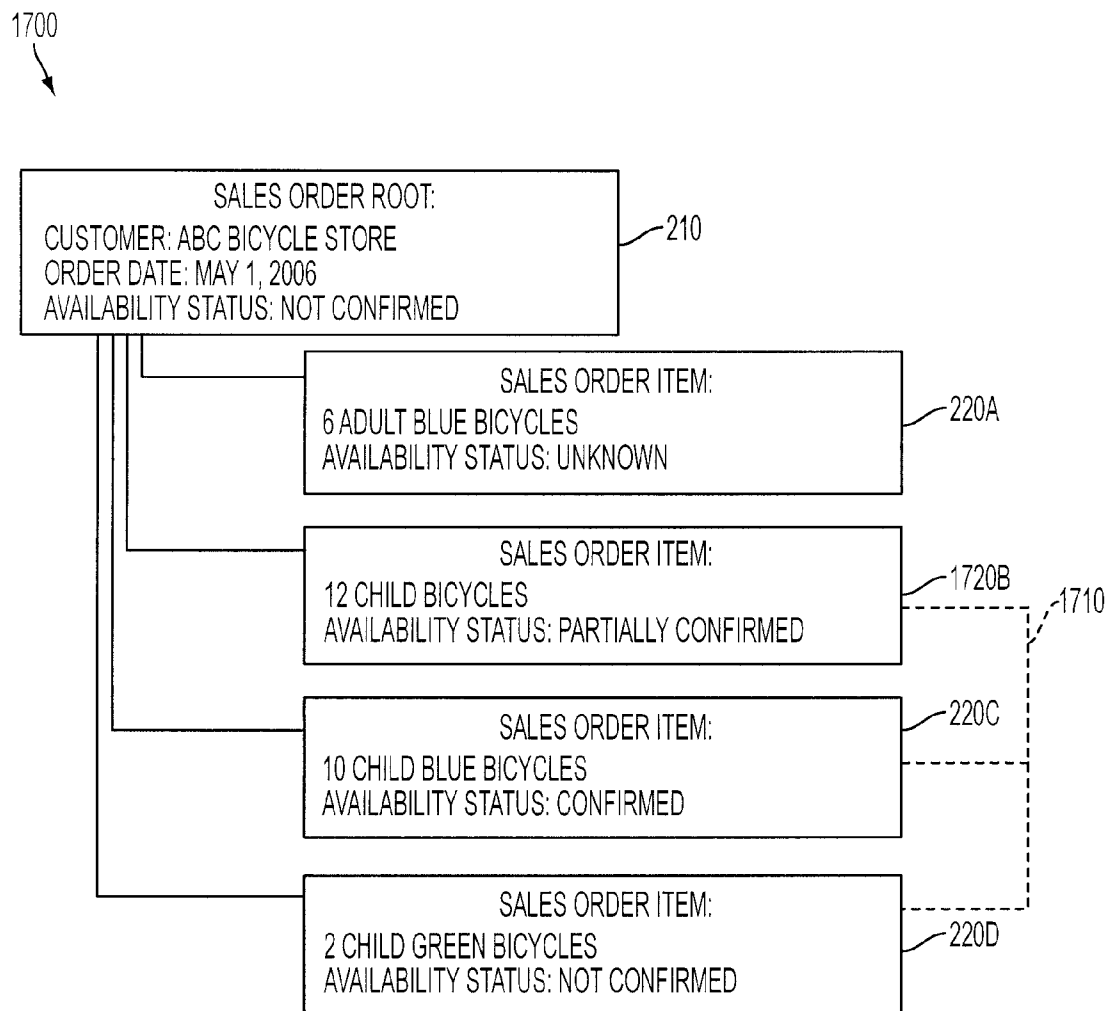 1700
SALES ORDER ROOT:
CUSTOMER: ABC BICYCLE STORE
ORDER DATE: MAY 1, 2006
AVAILABILITY STATUS: NOT CONFIRMED
210
SALES ORDER ITEM:
6 ADULT BLUE BICYCLES
AVAILABILITY STATUS: UNKNOWN
220A
SALES ORDER ITEM:
12 CHILD BICYCLES
AVAILABILITY STATUS: PARTIALLY CONFIRMED
1720B
1710
SALES ORDER ITEM:
10 CHILD BLUE BICYCLES
AVAILABILITY STATUS: CONFIRMED
220C
SALES ORDER ITEM:
2 CHILD GREEN BICYCLES
AVAILABILITY STATUS: NOT CONFIRMED
220D